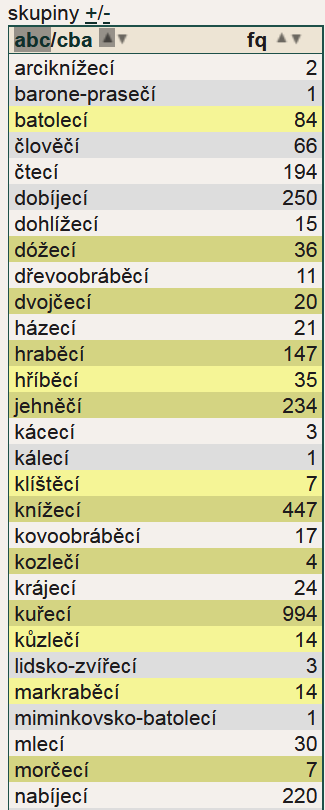 skupiny +/-
abc/cba ▲▼ fq ▲▼
arciknížecí 2
barone-prasečí 1
batolecí 84
člověčí 66
čtecí 194
dobíjecí 250
dohlížecí 15
dóžecí 36
dřevoobráběcí 11
dvojčecí 20
házecí 21
hraběcí 147
hříběcí 35
jehněčí 234
kácecí 3
kálecí 1
klíštěcí 7
knížecí 447
kovoobráběcí 17
kozlečí 4
krájecí 24
kuřecí 994
kůzlečí 14
lidsko-zvířecí 3
markraběcí 14
miminkovsko-batolecí 1
mlecí 30
morčecí 7
nabíjecí 220